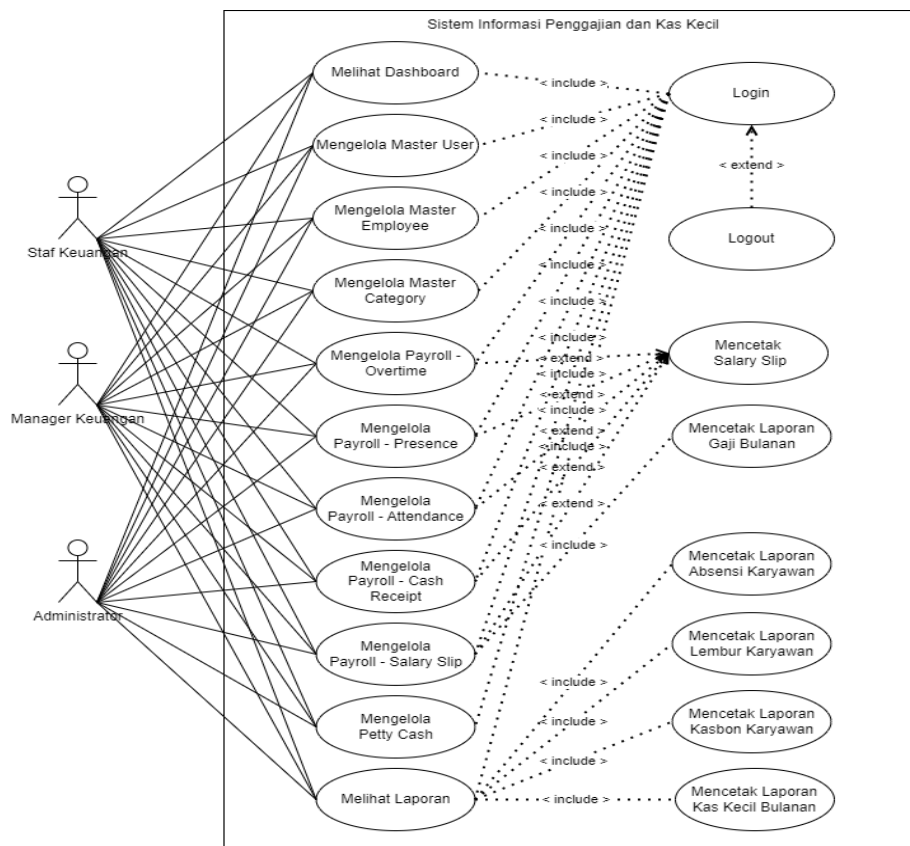 Sistem Informasi Penggajian dan Kas Kecil
Melihat Dashboard
< include >
Login
Mengelola Master User
< include >
< include >
< extend >
Staf Keuangan
Mengelola Master
Employee
< include >
Logout
< include >
Mengelola Master
Category
< include >
< include >
Mengelola Payroll -
Overtime
< extend >
< include >
Mencetak
Salary Slip
Manager Keuangan
< extend >
< include >
Mengelola
Payroll - Presence
< extend >
< include >
Mencetak Laporan
Gaji Bulanan
< extend >
Mengelola
Payroll - Attendance
< extend >
< include >
Administrator
Mengelola
Payroll - Cash
Receipt
Mencetak Laporan
Absensi Karyawan
Mengelola
Payroll - Salary Slip
Mencetak Laporan
Lembur Karyawan
< include >
Mengelola
Petty Cash
< include >
Mencetak Laporan
Kasbon Karyawan
< include >
Melihat Laporan
< include >
Mencetak Laporan
Kas Kecil Bulanan